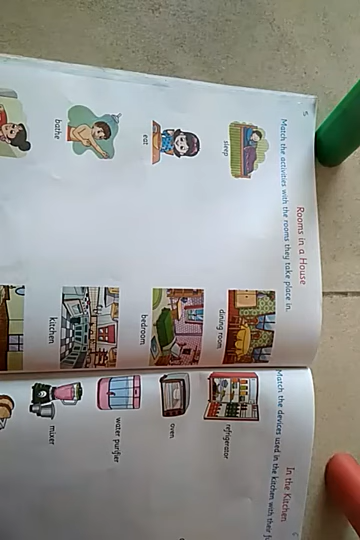 5
Rooms in a House
Match the activities with the rooms they take place in.
sleep
dining room
eat
bedroom
bathe
kitchen
In the Kitchen
Match the devices used in the kitchen with their
refrigerator
oven
water purifier
mixer